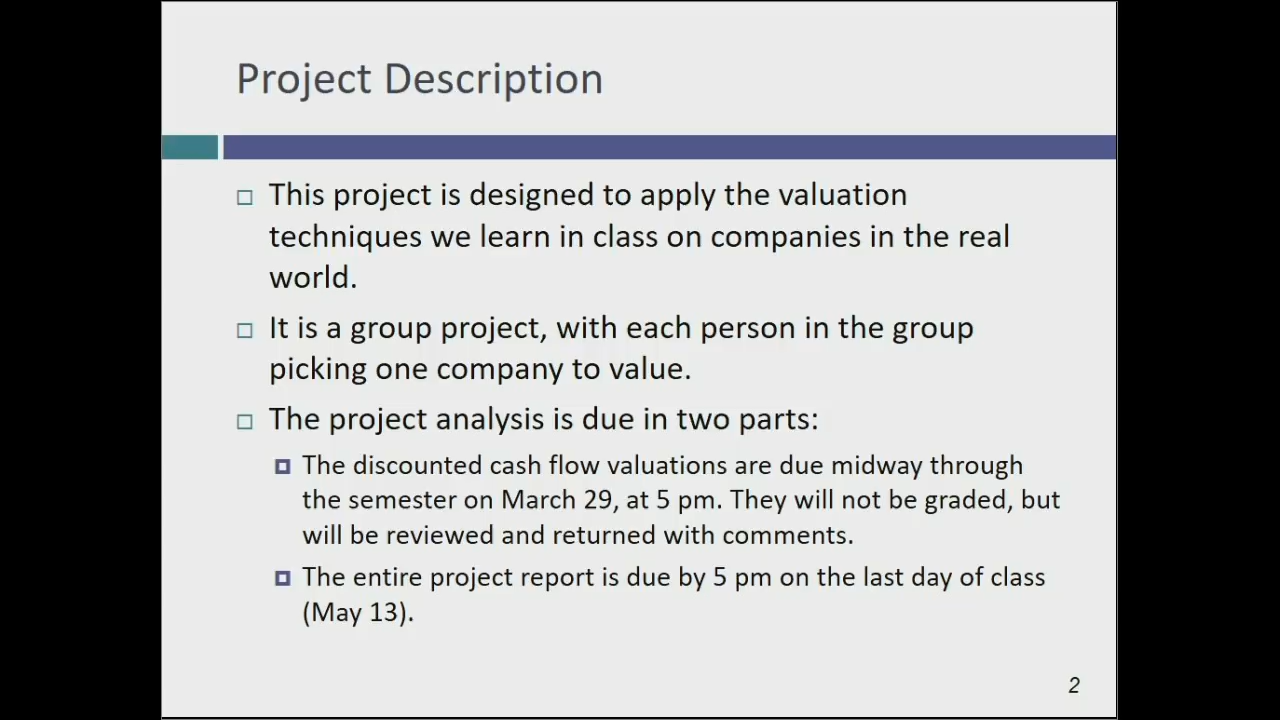 Project Description
This project is designed to apply the valuation
techniques we learn in class on companies in the real
world.
It is a group project, with each person in the group
picking one company to value.
The project analysis is due in two parts:
The discounted cash flow valuations are due midway through
the semester on March 29, at 5 pm. They will not be graded, but
will be reviewed and returned with comments.
The entire project report is due by 5 pm on the last day of class
(May 13).
2